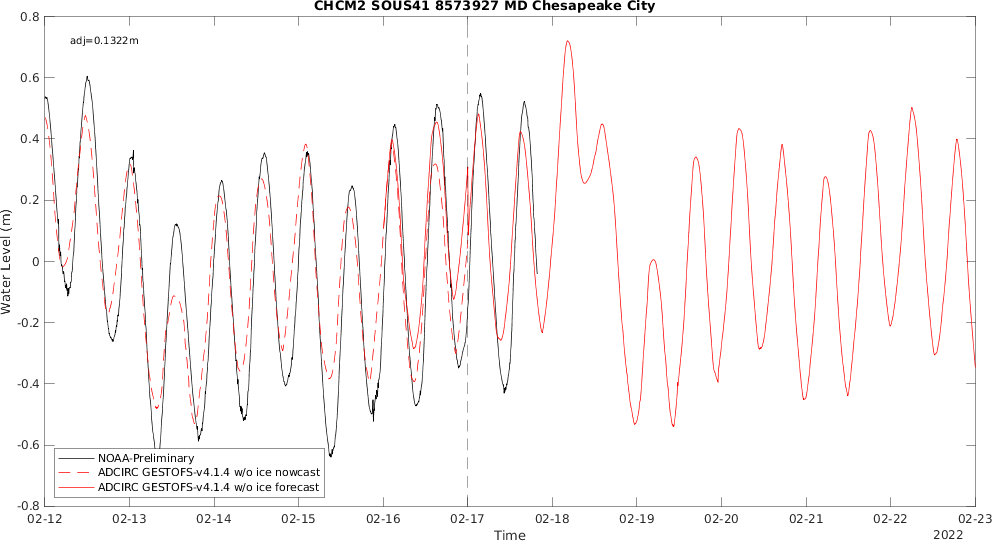 CHCM2 SOUS41 8573927 MD Chesapeake City
adj=0.1322m
0.8
0.6
0.4
0.2
0
-0.2
-0.4
-0.6
-0.8
Water Level (m)
NOAA-Preliminary
ADCIRC GESTOFS-v4.1.4 w/o ice nowcast
ADCIRC GESTOFS-v4.1.4 w/o ice forecast
02-12 02-13 02-14 02-15 02-16 02-17 02-18 02-19 02-20 02-21 02-22 02-23
Time
2022